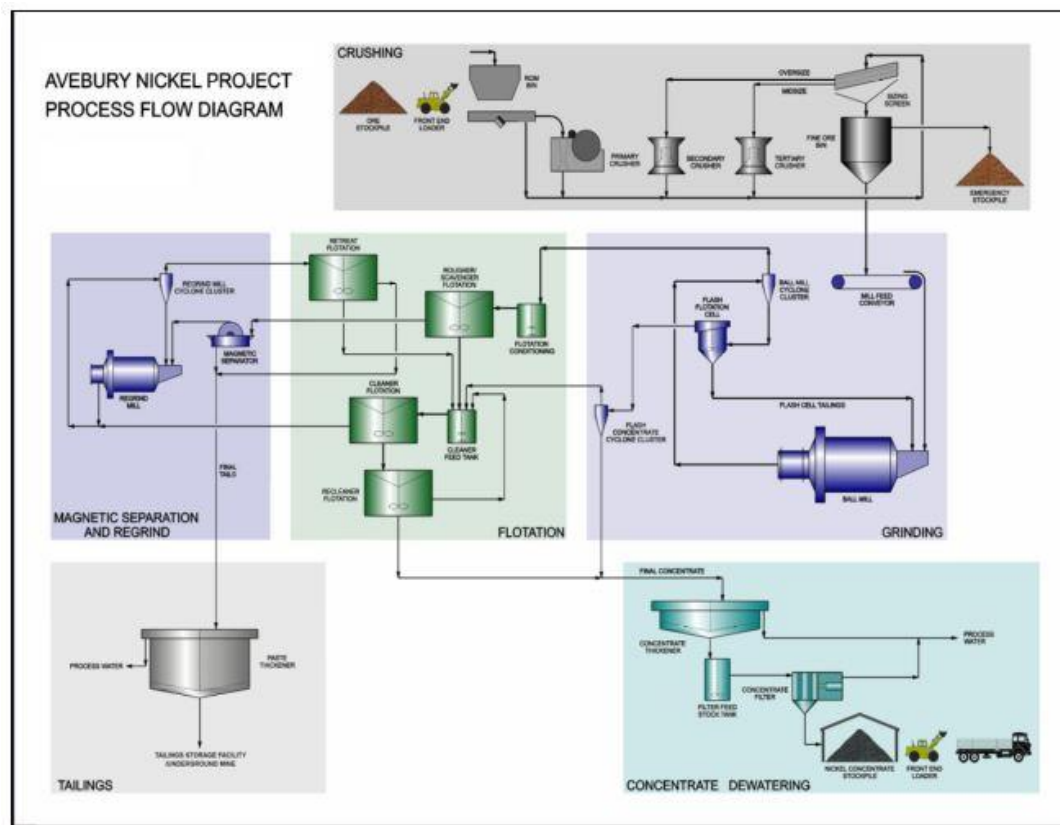 AVEBURY NICKEL PROJECT
PROCESS FLOW DIAGRAM
CRUSHING
ORE
STOCKPILE
FRONT END
LOADER
ROM
BIN
PRIMARY
CRUSHER
SECONDARY
CRUSHER
TERTIARY
CRUSHER
OVERSIZE
MIDSIZE
SIZING
SCREEN
FINE ORE
BIN
EMERGENCY
STOCKPILE
REGRIND MILL
CYCLONE CLUSTER
MAGNETIC
SEPARATOR
REGRIND
MILL
FINAL
TAILS
MAGNETIC SEPARATION
AND REGRIND
RETREAT
FLOTATION
ROUGHER/
SCAVENGER
FLOTATION
FLOTATION
CONDITIONING
CLEANER
FLOTATION
CLEANER
FEED TANK
RECLEANER
FLOTATION
FLOTATION
BALL MILL
CYCLONE
CLUSTER
FLASH
FLOTATION
CELL
MILL FEED
CONVEYOR
FLASH
CONCENTRATE
CYCLONE CLUSTER
FLASH CELL TAILINGS
BALL MILL
GRINDING
PROCESS WATER
PASTE
THICKENER
TAILINGS STORAGE FACILITY
/UNDERGROUND MINE
TAILINGS
FINAL CONCENTRATE
CONCENTRATE
THICKENER
PROCESS
WATER
FILTER FEED
STOCK TANK
CONCENTRATE
FILTER
NICKEL CONCENTRATE
STOCKPILE
FRONT END
LOADER
CONCENTRATE DEWATERING